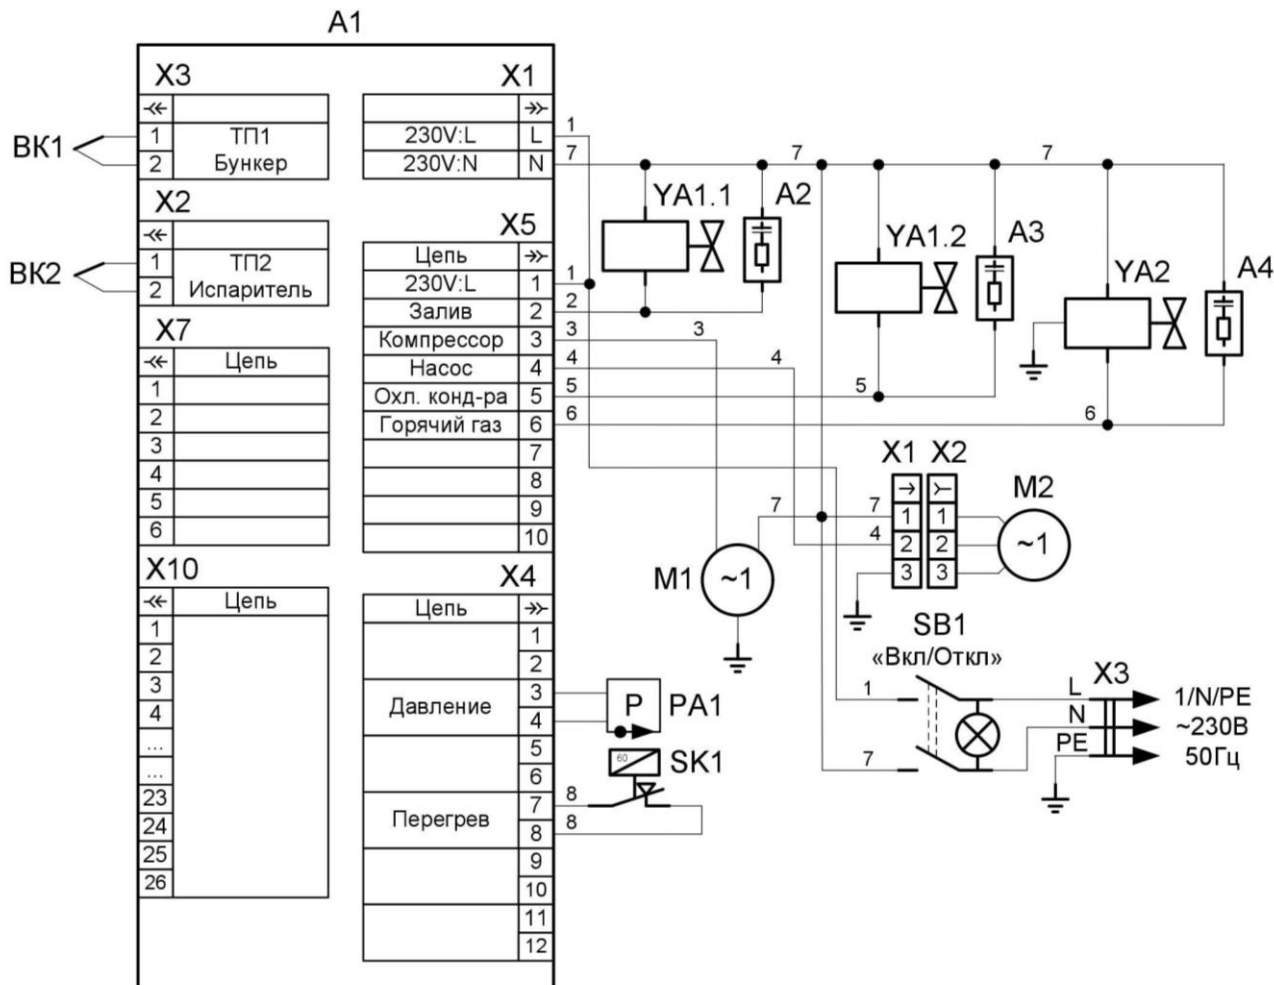 A1
X3
X1
1
ТП1
230V:L
L
1
ВК1
2
Бункер
230V:N
N
7
7
7
X2
YA1.1
A2
X5
1
ТП2
Цепь
YA1.2
A3
ВК2
2
Испаритель
230V:L
1
1
YA2
A4
Залив
2
2
X7
Компрессор
3
3
3
Цепь
Насос
4
4
4
1
Охл. конд-ра
5
5
5
2
Горячий газ
6
6
6
3
7
X1
X2
4
8
M2
5
9
7
7
1
1
6
10
4
2
2
~1
X10
X4
M1
~1
3
3
Цепь
Цепь
SB1
1
1
«Вкл/Откл»
2
2
X3
3
Давление
3
P
PA1
1
L
1/N/PE
4
4
N
~230В
...
5
60
SK1
7
PE
50Гц
...
6
23
Перегрев
7
8
24
8
8
25
9
26
10
11
12